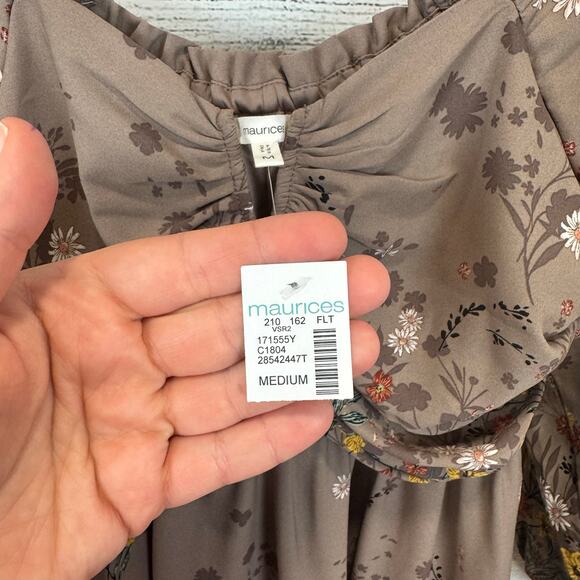 maurices
M
maurices
210 162 FLT
VSR2
171555Y
C1804
28542447T
MEDIUM